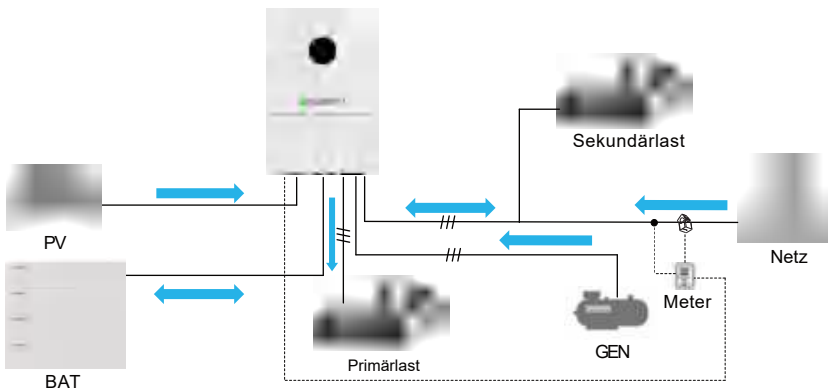 Sekundärlast
PV
Netz
Meter
GEN
Primärlast
BAT